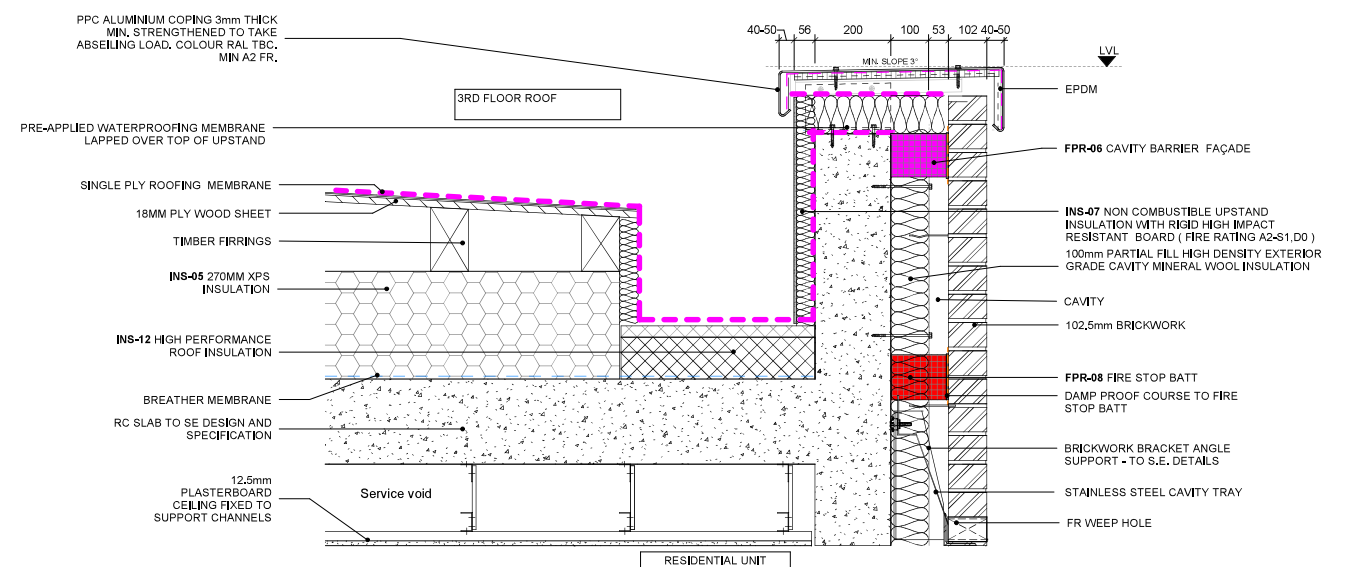 PPC ALUMINIUM COPING 3mm THICK
MIN. STRENGTHENED TO TAKE
ABSEILING LOAD. COLOUR RAL TBC.
MIN A2 FR.
3RD FLOOR ROOF
PRE-APPLIED WATERPROOFING MEMBRANE
LAPPED OVER TOP OF UPSTAND
SINGLE PLY ROOFING MEMBRANE
18MM PLY WOOD SHEET
TIMBER FIRRINGS
INS-05 270MM XPS
INSULATION
INS-12 HIGH PERFORMANCE
ROOF INSULATION
BREATHER MEMBRANE
RC SLAB TO SE DESIGN AND
SPECIFICATION
12.5mm
PLASTERBOARD
CEILING FIXED TO
SUPPORT CHANNELS
Service void
RESIDENTIAL UNIT
40-50 56 200 100 53 102 40-50
MIN. SLOPE 3°
LVL
EPDM
FPR-06 CAVITY BARRIER FAÇADE
INS-07 NON COMBUSTIBLE UPSTAND
INSULATION WITH RIGID HIGH IMPACT
RESISTANT BOARD ( FIRE RATING A2-S1,D0 )
100mm PARTIAL FILL HIGH DENSITY EXTERIOR
GRADE CAVITY MINERAL WOOL INSULATION
CAVITY
102,5mm BRICKWORK
FPR-08 FIRE STOP BATT
DAMP PROOF COURSE TO FIRE
STOP BATT
BRICKWORK BRACKET ANGLE
SUPPORT - TO S.E. DETAILS
STAINLESS STEEL CAVITY TRAY
FR WEEP HOLE